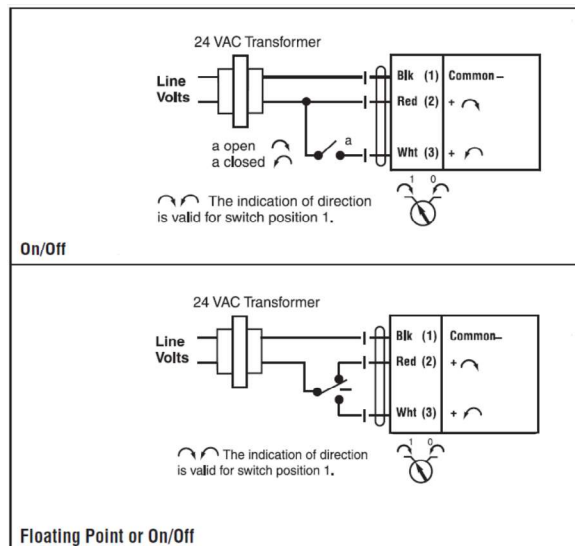 24 VAC Transformer
Line
Volts
Blk (1) Common –
Red (2) +
a open
a closed
a
Wht (3) +
1 0
The indication of direction
is valid for switch position 1.
On/Off
24 VAC Transformer
Line
Volts
Blk (1) Common–
Red (2) +
Wht (3) +
1 0
The indication of direction
is valid for switch position 1.
Floating Point or On/Off